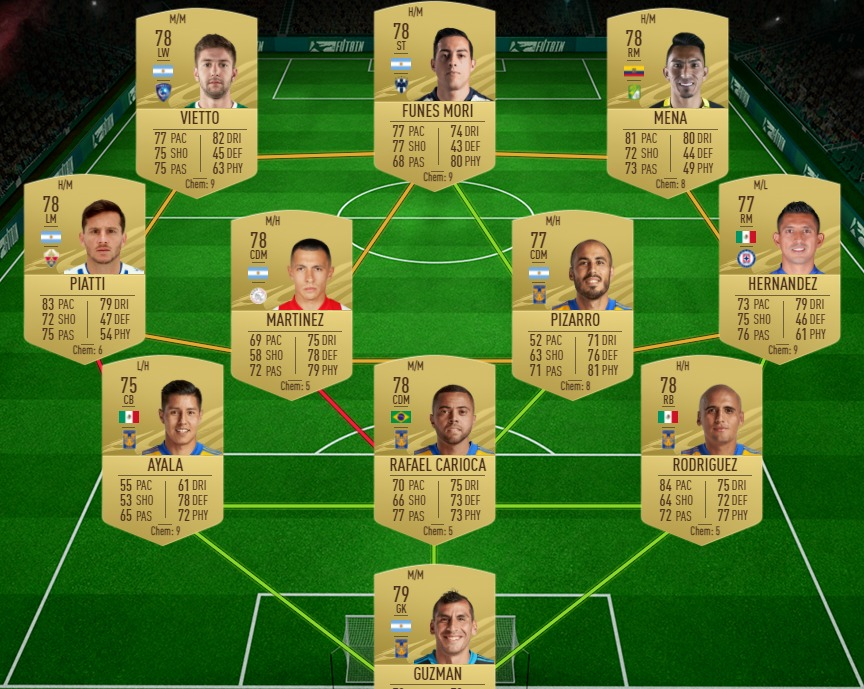 FUTBIN
FUTBIN
M/M
78
LW
VIETTO
77 PAC 82 DRI
75 SHO 45 DEF
75 PAS 63 PHY
Chem: 9
H/M
78
ST
FUNES MORI
77 PAC 74 DRI
77 SHO 43 DEF
68 PAS 80 PHY
Chem: 9
H/M
78
RM
MENA
81 PAC 80 DRI
72 SHO 44 DEF
73 PAS 49 PHY
Chem: 8
H/M
78
LM
PIATTI
83 PAC 79 DRI
72 SHO 47 DEF
75 PAS 54 PHY
Chem: 6
M/H
78
CDM
MARTINEZ
69 PAC 75 DRI
58 SHO 78 DEF
72 PAS 79 PHY
Chem: 5
M/H
77
CDM
PIZARRO
52 PAC 71 DRI
63 SHO 76 DEF
71 PAS 81 PHY
Chem: 8
M/L
77
RM
HERNANDEZ
73 PAC 79 DRI
75 SHO 46 DEF
76 PAS 61 PHY
Chem: 9
L/H
75
CB
AYALA
55 PAC 61 DRI
53 SHO 78 DEF
65 PAS 72 PHY
Chem: 9
M/M
78
CDM
RAFAEL CARIOCA
70 PAC 75 DRI
66 SHO 73 DEF
77 PAS 73 PHY
Chem: 5
H/H
78
RB
RODRIGUEZ
84 PAC 75 DRI
64 SHO 72 DEF
72 PAS 77 PHY
Chem: 5
M/M
79
GK
GUZMAN